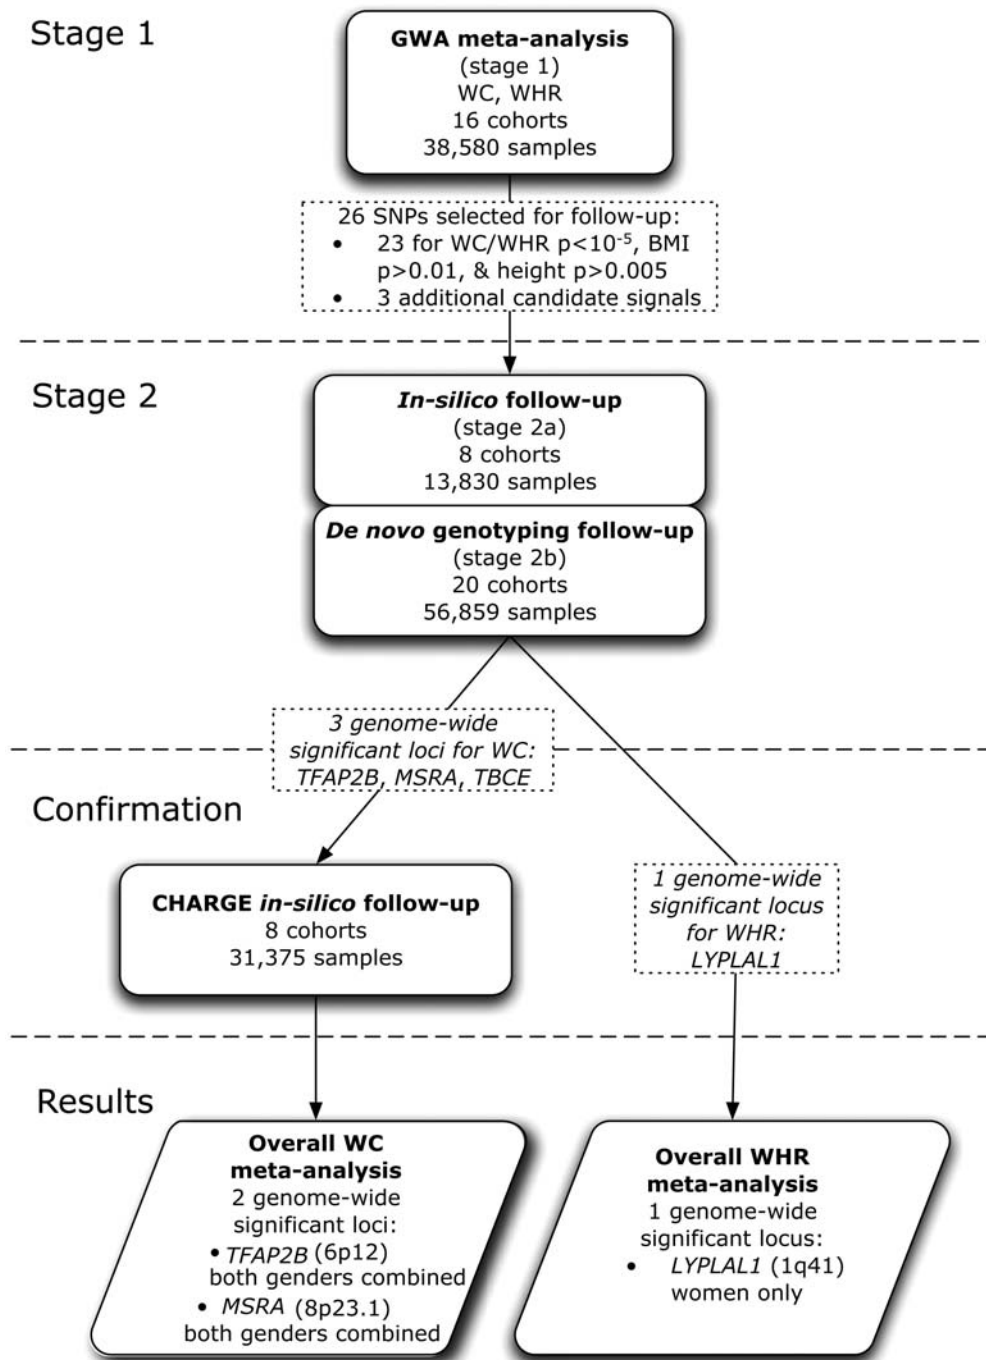 Stage 1
GWA meta-analysis
(stage 1)
WC, WHR
16 cohorts
38,580 samples
26 SNPs selected for follow-up:
• 23 for WC/WHR p<10⁻⁵, BMI
p>0.01, & height p>0.005
• 3 additional candidate signals
Stage 2
In-silico follow-up
(stage 2a)
8 cohorts
13,830 samples
De novo genotyping follow-up
(stage 2b)
20 cohorts
56,859 samples
3 genome-wide
significant loci for WC:
TFAP2B, MSRA, TBCE
Confirmation
CHARGE in-silico follow-up
8 cohorts
31,375 samples
1 genome-wide
significant locus
for WHR:
LYPLAL1
Results
Overall WC
meta-analysis
2 genome-wide
significant loci:
• TFAP2B (6p12)
both genders combined
• MSRA (8p23.1)
both genders combined
Overall WHR
meta-analysis
1 genome-wide
significant locus:
• LYPLAL1 (1q41)
women only